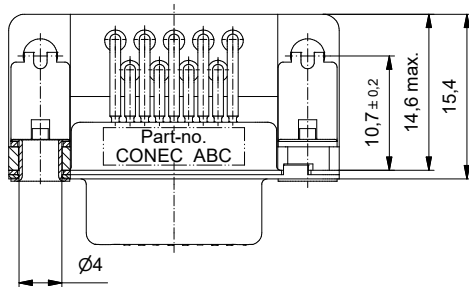 Part-no.
CONEC ABC
10,7 ± 0,2
14,6 max.
15,4
Ø4